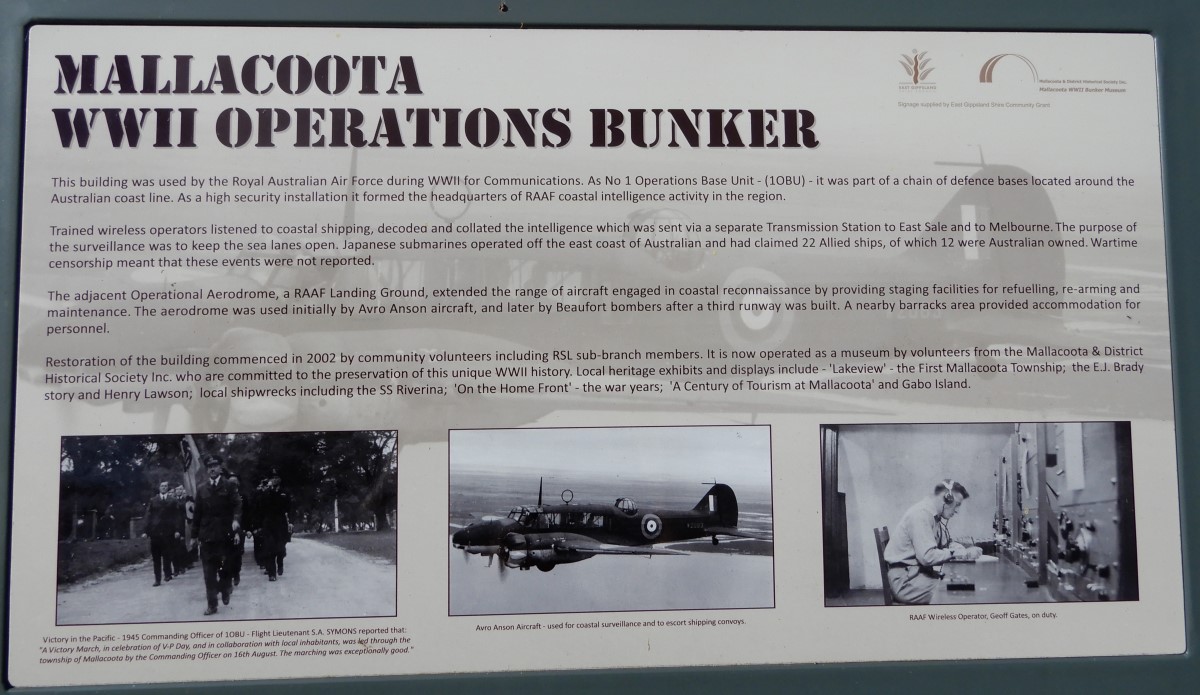 MALLACOOTA
WWII OPERATIONS BUNKER
EAST GIPPSLAND
Mallacoota & District Historical Society Inc.
Mallacoota WWII Bunker Museum
Signage supplied by East Gippsland Shire Community Grant
This building was used by the Royal Australian Air Force during WWII for Communications. As No 1 Operations Base Unit - (1OBU) - it was part of a chain of defence bases located around the
Australian coast line. As a high security installation it formed the headquarters of RAAF coastal intelligence activity in the region.
Trained wireless operators listened to coastal shipping, decoded and collated the intelligence which was sent via a separate Transmission Station to East Sale and to Melbourne. The purpose of
the surveillance was to keep the sea lanes open. Japanese submarines operated off the east coast of Australian and had claimed 22 Allied ships, of which 12 were Australian owned. Wartime
censorship meant that these events were not reported.
The adjacent Operational Aerodrome, a RAAF Landing Ground, extended the range of aircraft engaged in coastal reconnaissance by providing staging facilities for refuelling, re-arming and
maintenance. The aerodrome was used initially by Avro Anson aircraft, and later by Beaufort bombers after a third runway was built. A nearby barracks area provided accommodation for
personnel.
Restoration of the building commenced in 2002 by community volunteers including RSL sub-branch members. It is now operated as a museum by volunteers from the Mallacoota & District
Historical Society Inc. who are committed to the preservation of this unique WWII history. Local heritage exhibits and displays include - 'Lakeview' - the First Mallacoota Township; the E.J. Brady
story and Henry Lawson; local shipwrecks including the SS Riverina; 'On the Home Front' - the war years; 'A Century of Tourism at Mallacoota' and Gabo Island.
Victory in the Pacific - 1945 Commanding Officer of 1OBU - Flight Lieutenant S.A. SYMONS reported that:
"A Victory March, in celebration of V-P Day, and in collaboration with local inhabitants, was led through the
township of Mallacoota by the Commanding Officer on 16th August. The marching was exceptionally good."
Avro Anson Aircraft - used for coastal surveillance and to escort shipping convoys.
RAAF Wireless Operator, Geoff Gates, on duty.